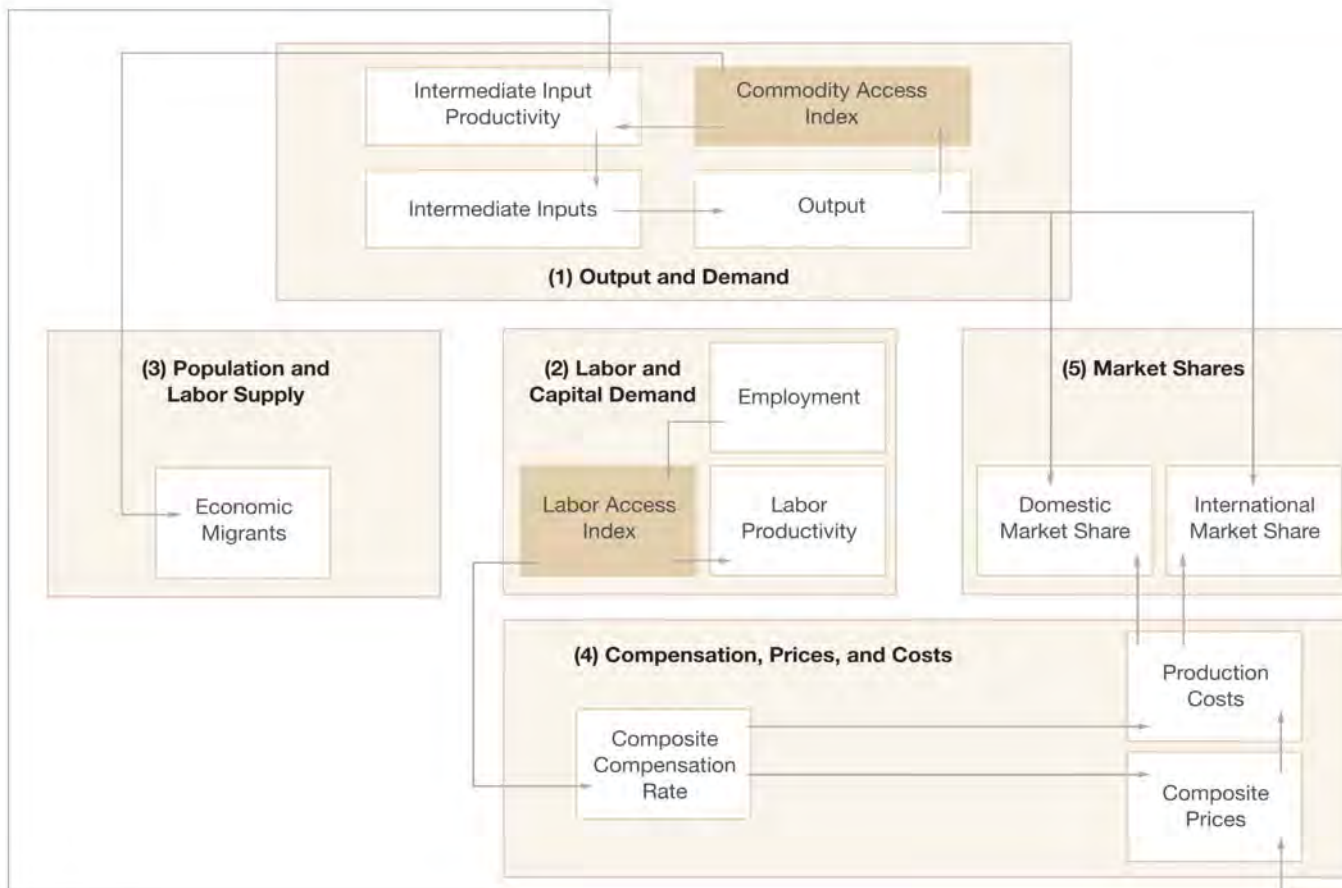 Intermediate Input
Productivity
Commodity Access
Index
Intermediate Inputs
Output
(1) Output and Demand
(3) Population and
Labor Supply
Economic
Migrants
(2) Labor and
Capital Demand
Employment
Labor Access
Index
Labor
Productivity
(5) Market Shares
Domestic
Market Share
International
Market Share
(4) Compensation, Prices, and Costs
Production
Costs
Composite
Compensation
Rate
Composite
Prices